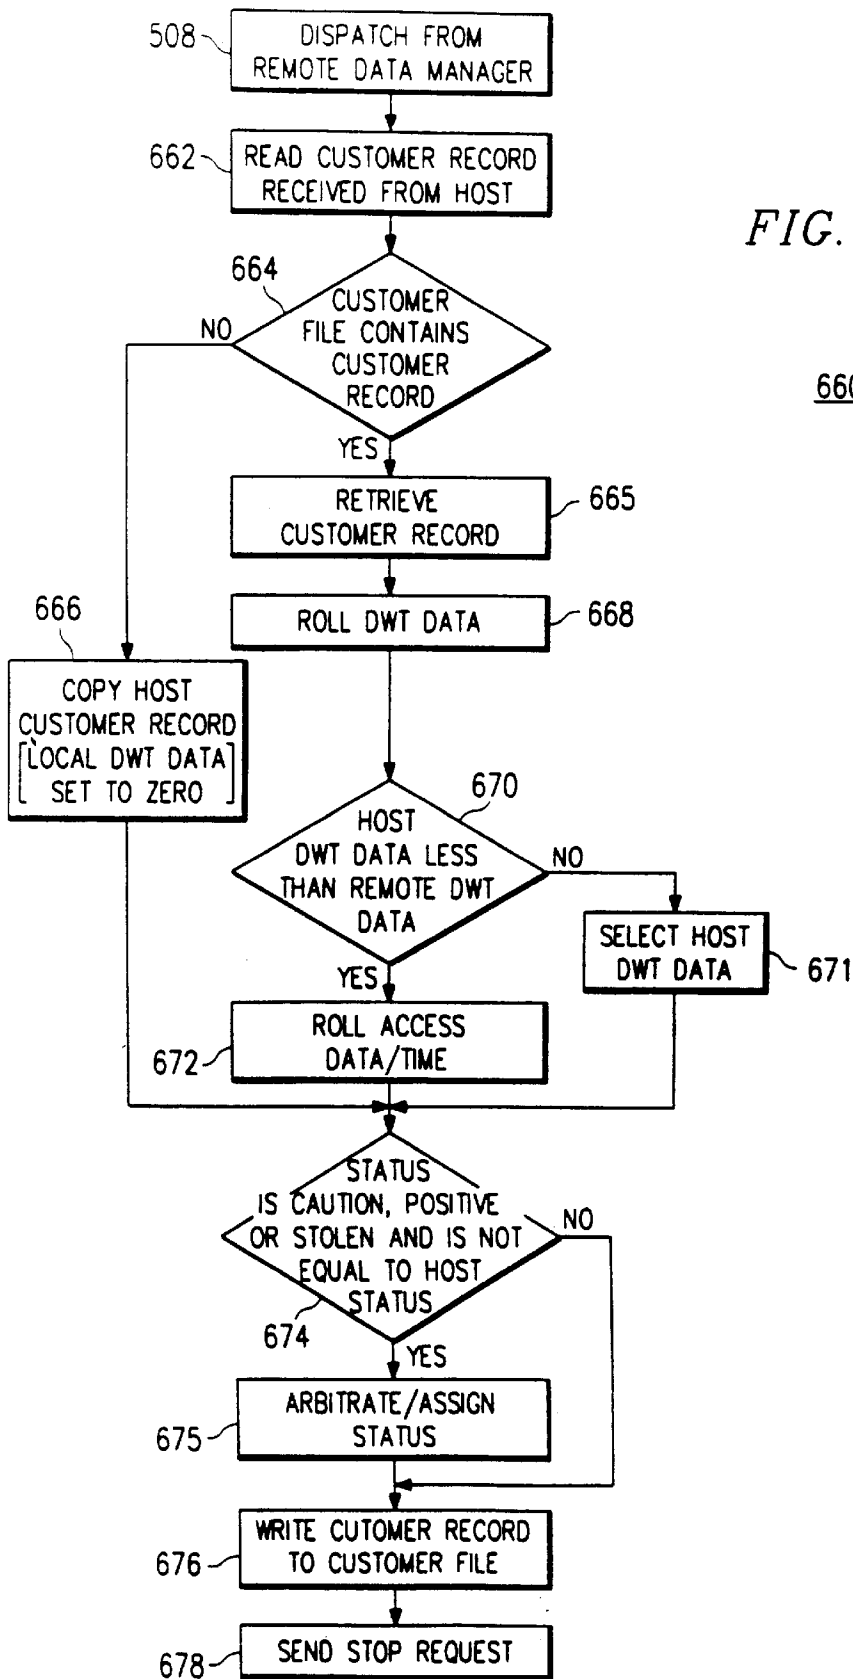 508
DISPATCH FROM
REMOTE DATA MANAGER
662
READ CUSTOMER RECORD
RECEIVED FROM HOST
FIG.
664
CUSTOMER
FILE CONTAINS
CUSTOMER
RECORD
NO
660
YES
RETRIEVE
CUSTOMER RECORD
665
ROLL DWT DATA
668
666
COPY HOST
CUSTOMER RECORD
[LOCAL DWT DATA
SET TO ZERO]
670
HOST
DWT DATA LESS
THAN REMOTE DWT
DATA
NO
SELECT HOST
DWT DATA
671
YES
ROLL ACCESS
DATA/TIME
672
STATUS
IS CAUTION, POSITIVE
OR STOLEN AND IS NOT
EQUAL TO HOST
STATUS
NO
674
YES
ARBITRATE/ASSIGN
STATUS
675
WRITE CUTOMER RECORD
TO CUSTOMER FILE
676
SEND STOP REQUEST
678